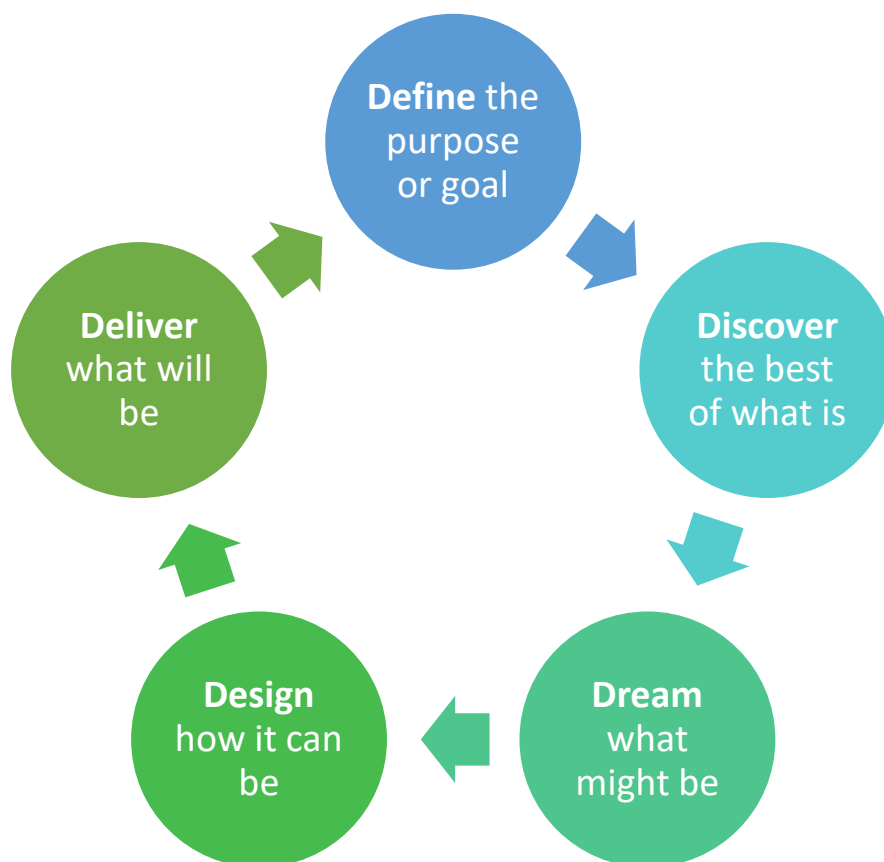 Define the
purpose
or goal
Discover
the best
of what is
Dream
what
might be
Design
how it can
be
Deliver
what will
be